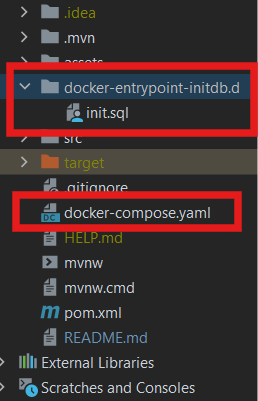 .idea
.mvn
assets
docker-entrypoint-initdb.d
init.sql
src
target
.gitignore
DC docker-compose.yaml
HELP.md
mvnw
mvnw.cmd
m pom.xml
README.md
External Libraries
Scratches and Consoles